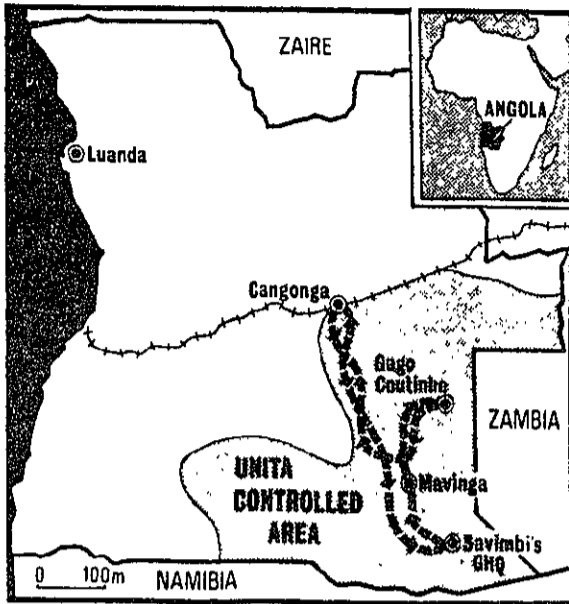 ZAIRE
ANGOLA
Luanda
Cangonga
Gago
Coutinho
ZAMBIA
UNITA
CONTROLLED
AREA
Mavinga
Savimbi's
GHQ
0 100m
NAMIBIA